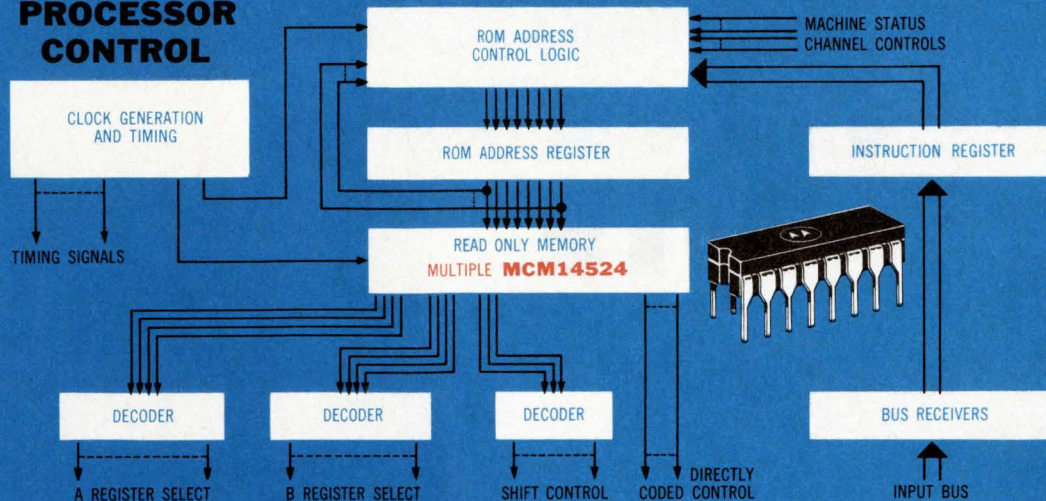 PROCESSOR
CONTROL
ROM ADDRESS
CONTROL LOGIC
MACHINE STATUS
CHANNEL CONTROLS
CLOCK GENERATION
AND TIMING
ROM ADDRESS REGISTER
INSTRUCTION REGISTER
TIMING SIGNALS
READ ONLY MEMORY
MULTIPLE MCM14524
DECODER
DECODER
DECODER
BUS RECEIVERS
A REGISTER SELECT
B REGISTER SELECT
SHIFT CONTROL
DIRECTLY
CODED CONTROL
INPUT BUS